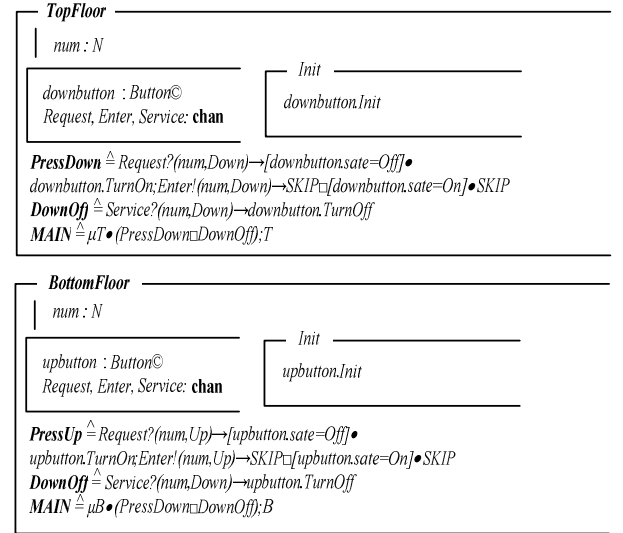 TopFloor
num : N
downbutton : Button©
Request, Enter, Service: chan
Init
downbutton.Init
PressDown ≙ Request?(num,Down)→[downbutton.sate=Off]●
downbutton.TurnOn;Enter!(num,Down)→SKIP□[downbutton.sate=On]●SKIP
DownOff ≙ Service?(num,Down)→downbutton.TurnOff
MAIN ≙ μT●(PressDown□DownOff);T
BottomFloor
num : N
upbutton : Button©
Request, Enter, Service: chan
Init
upbutton.Init
PressUp ≙ Request?(num,Up)→[upbutton.sate=Off]●
upbutton.TurnOn;Enter!(num,Up)→SKIP□[upbutton.sate=On]●SKIP
DownOff ≙ Service?(num,Down)→upbutton.TurnOff
MAIN ≙ μB●(PressDown□DownOff);B